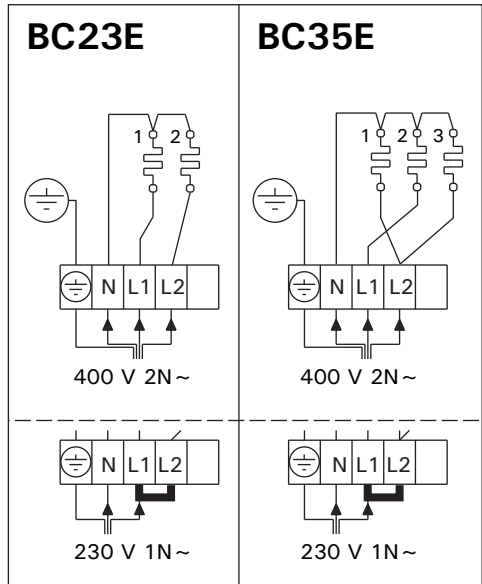 BC23E
1 2
N L1 L2
400 V 2N~
N L1 L2
230 V 1N~
BC35E
1 2 3
N L1 L2
400 V 2N~
N L1 L2
230 V 1N~